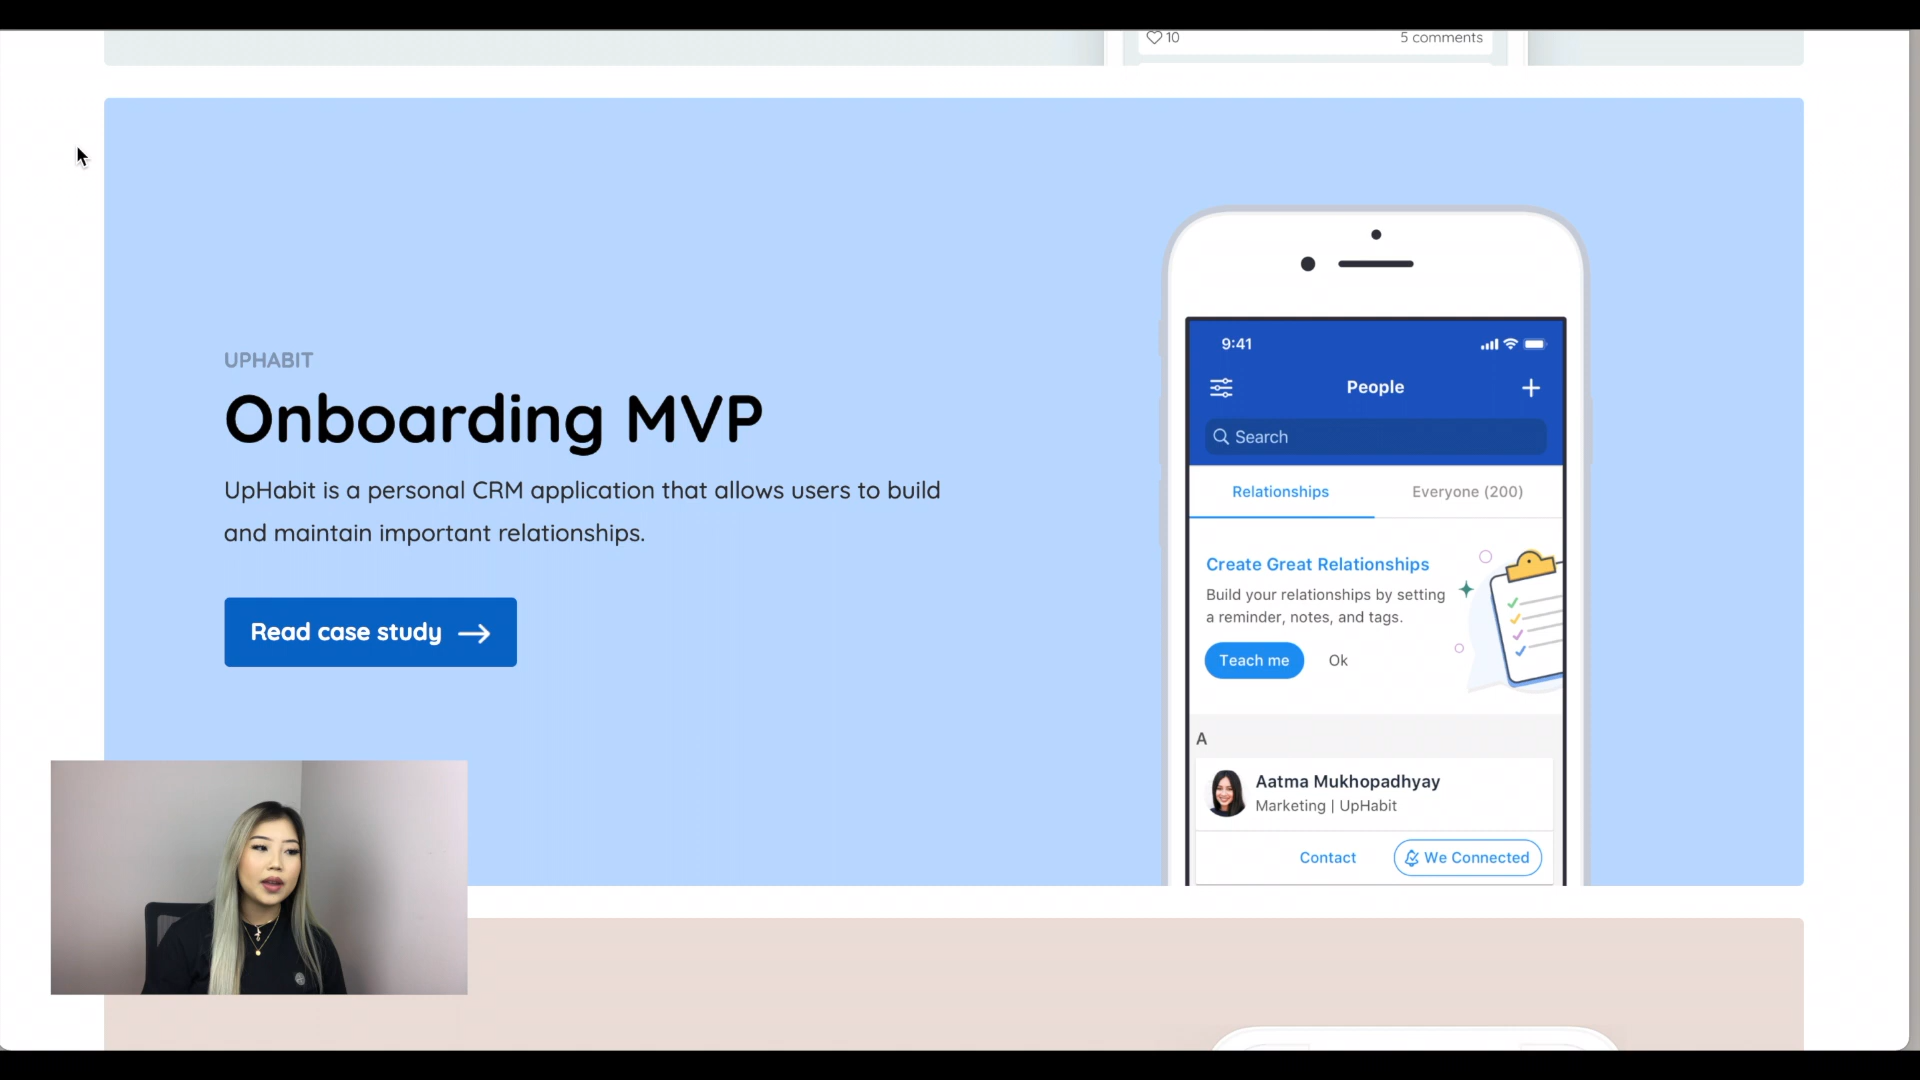 10
5 comments
UPHABIT
Onboarding MVP
UpHabit is a personal CRM application that allows users to build
and maintain important relationships.
Read case study
9:41
People
Search
Relationships
Everyone (200)
Create Great Relationships
Build your relationships by setting
a reminder, notes, and tags.
Teach me
Ok
A
Aatma Mukhopadhyay
Marketing | UpHabit
Contact
We Connected